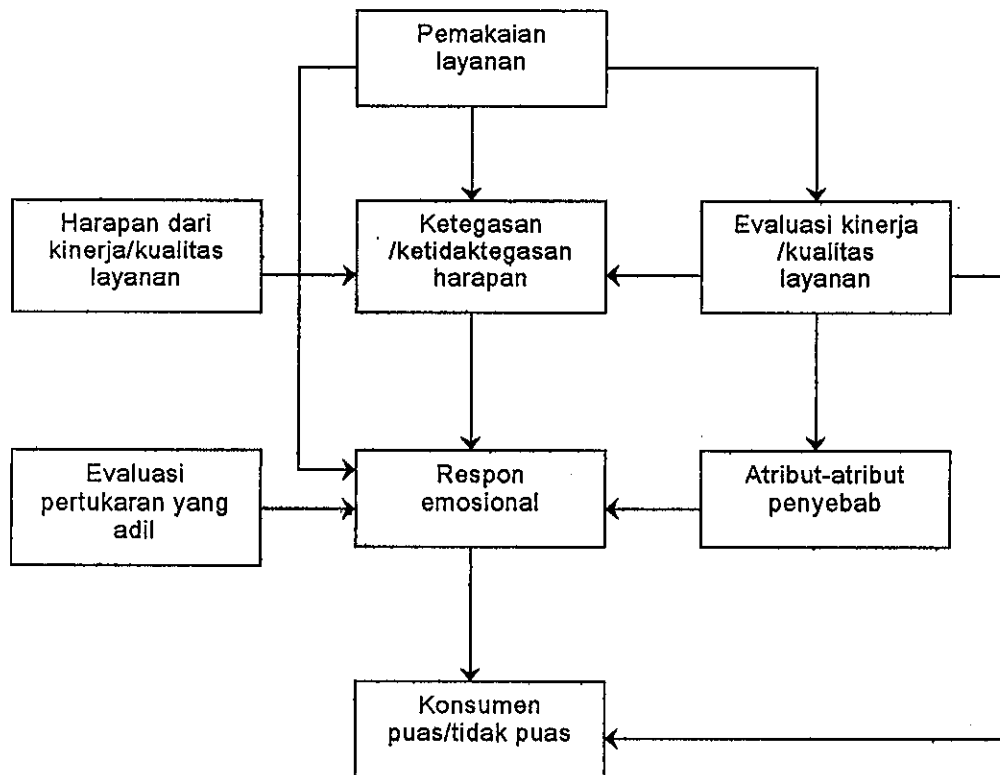 Pemakaian
layanan
Harapan dari
kinerja/kualitas
layanan
Ketegasan
/ketidaktegasan
harapan
Evaluasi kinerja
/kualitas
layanan
Evaluasi
pertukaran yang
adil
Respon
emosional
Atribut-atribut
penyebab
Konsumen
puas/tidak puas